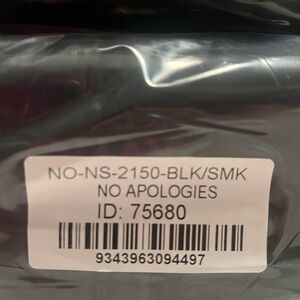 NO-NS-2150-BLK/SMK
NO APOLOGIES
ID: 75680
9343963094497